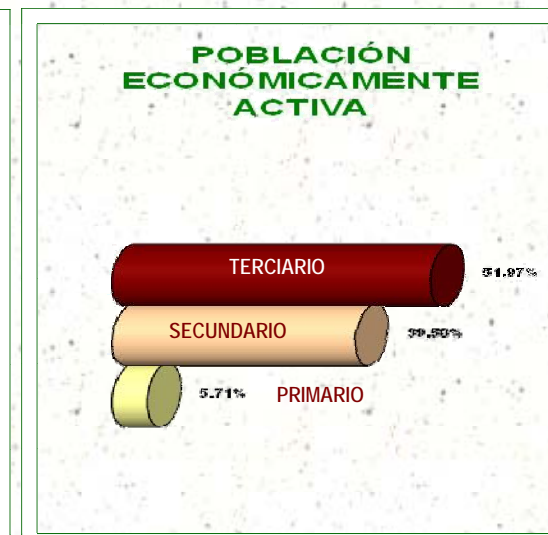 POBLACIÓN
ECONÓMICAMENTE
ACTIVA
TERCIARIO
51.97%
SECUNDARIO
5.71%
PRIMARIO